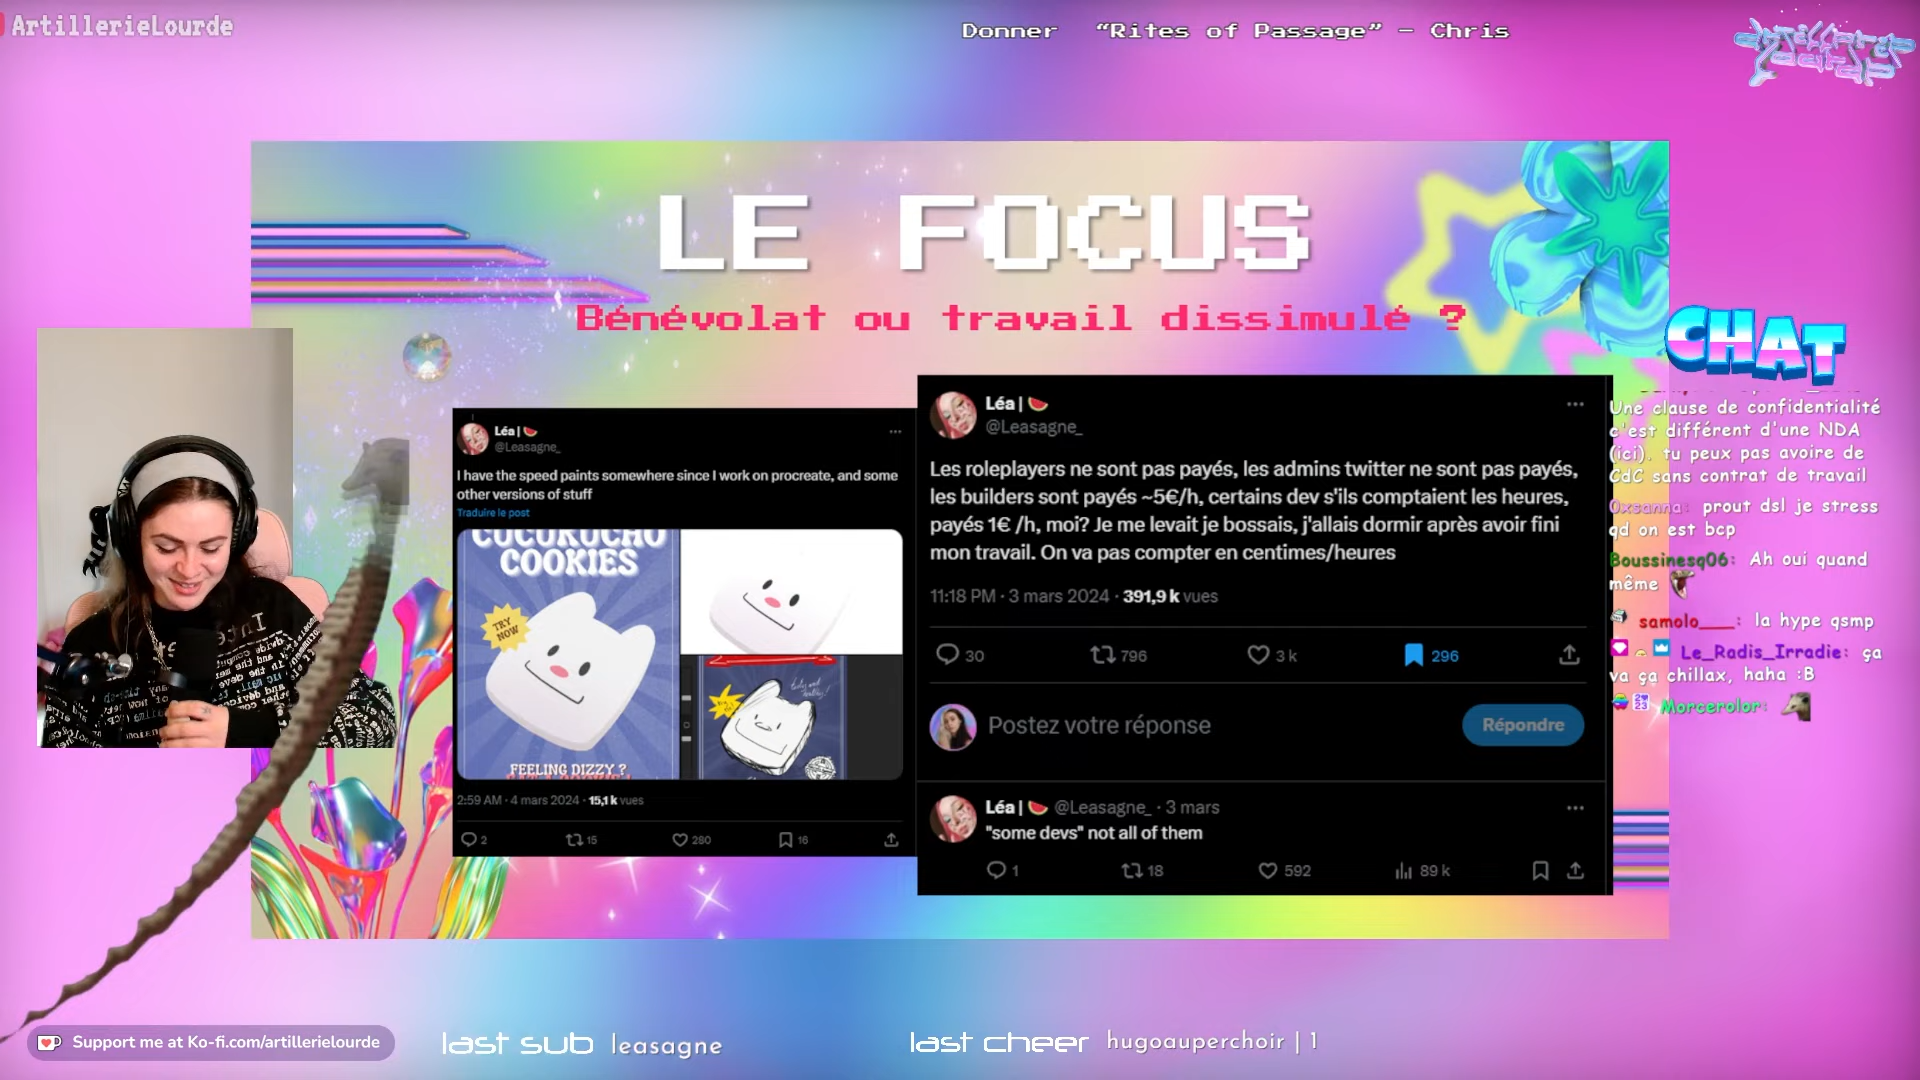 ArtillerieLourde
Donner “Rites of Passage” – Chris
LE FOCUS
Bénévolat ou travail dissimulé ?
Léa | 🍉
@Leasagne_
I have the speed paints somewhere since I work on procreate, and some
other versions of stuff
Traduire le post
CUCURUCHO
COOKIES
TRY
NOW
FEELING DIZZY ?
2:59 AM · 4 mars 2024 · 15,1 k vues
2 15 280 16
Léa | 🍉
@Leasagne_
Les roleplayers ne sont pas payés, les admins twitter ne sont pas payés,
les builders sont payés ~5€/h, certains dev s'ils comptaient les heures,
payés 1€ /h, moi? Je me levait je bossais, j'allais dormir après avoir fini
mon travail. On va pas compter en centimes/heures
11:18 PM · 3 mars 2024 · 391,9 k vues
30 796 3 k 296
Postez votre réponse
Répondre
Léa | 🍉 @Leasagne_ · 3 mars
"some devs" not all of them
1 18 592 89 k
CHAT
Une clause de confidentialité
c'est différent d'une NDA
(ici). tu peux pas avoire de
CdC sans contrat de travail
Oxsanna: prout dsl je stress
qd on est bcp
Boussinesq06: Ah oui quand
même
samolo___: la hype qsmp
Le_Radis_Irradie: ça
va ça chillax, haha :B
Morcerolor:
Support me at Ko-fi.com/artillerielourde
last sub leasagne
last cheer hugoauperchoir | 1